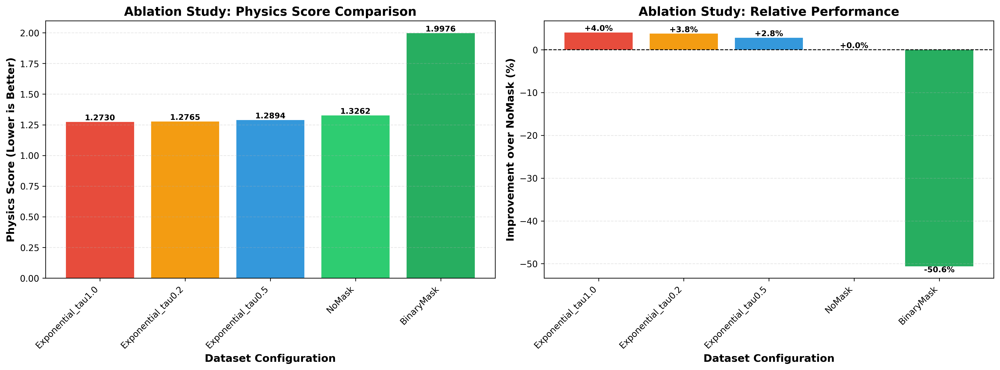 Ablation Study: Physics Score Comparison
Physics Score (Lower is Better)
2.00
1.75
1.50
1.25
1.00
0.75
0.50
0.25
0.00
1.2730
1.2765
1.2894
1.3262
1.9976
Exponential_tau1.0
Exponential_tau0.2
Exponential_tau0.5
NoMask
BinaryMask
Dataset Configuration
Ablation Study: Relative Performance
Improvement over NoMask (%)
0
−10
−20
−30
−40
−50
+4.0%
+3.8%
+2.8%
+0.0%
-50.6%
Exponential_tau1.0
Exponential_tau0.2
Exponential_tau0.5
NoMask
BinaryMask
Dataset Configuration